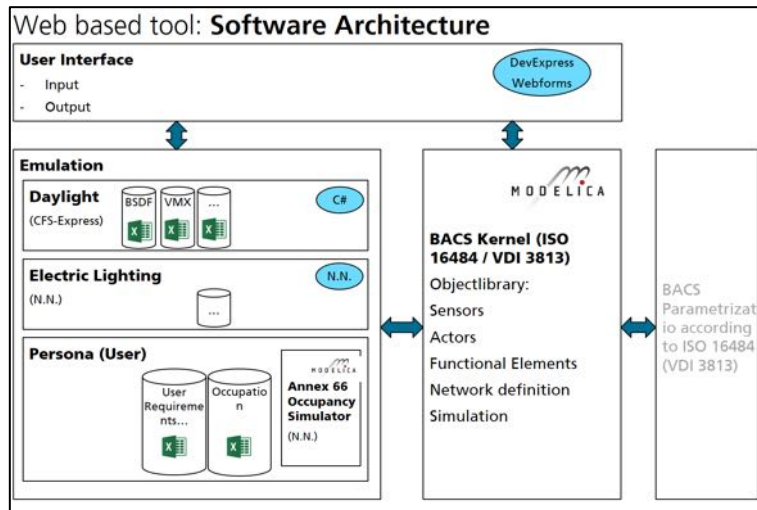 Web based tool: Software Architecture
User Interface
- Input
- Output
DevExpress
Webforms
Emulation
Daylight
(CFS-Express)
BSDF
VMX
...
C#
Electric Lighting
(N.N.)
...
N.N.
Persona (User)
User
Requireme
nts...
Occupatio
n
MODELICA
Annex 66
Occupancy
Simulator
(N.N.)
MODELICA
BACS Kernel (ISO
16484 / VDI 3813)
Objectlibrary:
Sensors
Actors
Functional Elements
Network definition
Simulation
BACS
Parametrizat
io according
to ISO 16484
(VDI 3813)